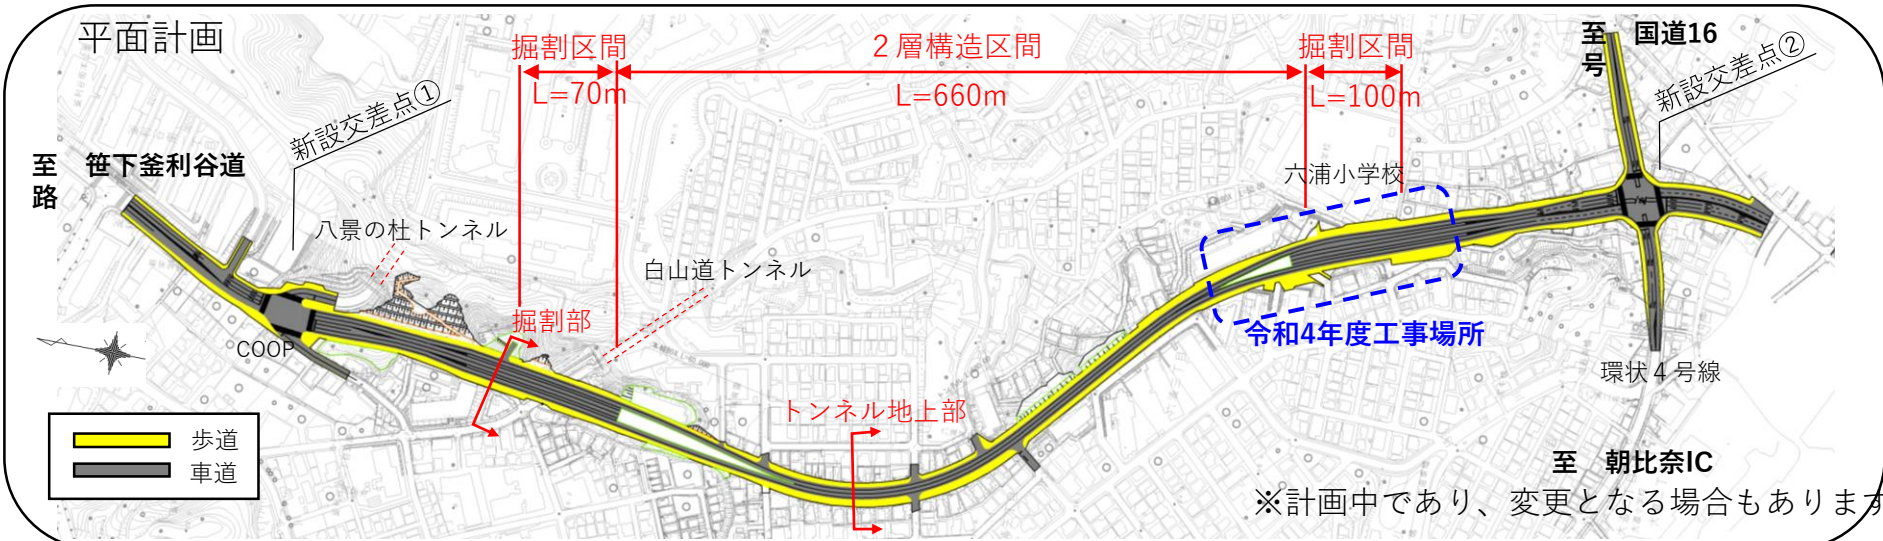 平面計画
掘割区間
L=70m
2層構造区間
L=660m
掘割区間
L=100m
至　国道16
号
新設交差点②
新設交差点①
至　笹下釜利谷道
路
八景の杜トンネル
白山道トンネル
六浦小学校
掘割部
令和4年度工事場所
COOP
環状4号線
トンネル地上部
歩道
車道
至　朝比奈IC
※計画中であり、変更となる場合もあります